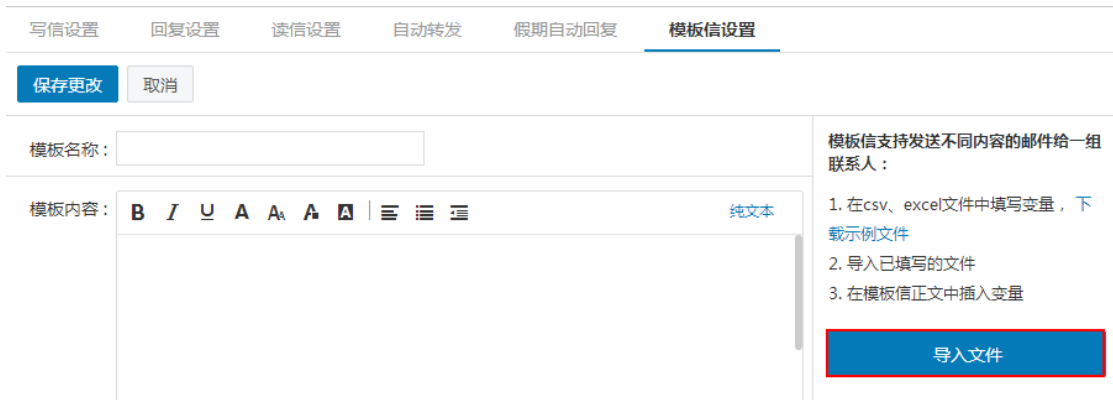 写信设置 回复设置 读信设置 自动转发 假期自动回复 模板信设置
保存更改 取消
模板名称：
模板内容： B I U A AA A A 纯文本
模板信支持发送不同内容的邮件给一组
联系人：
1. 在csv、excel文件中填写变量， 下
载示例文件
2. 导入已填写的文件
3. 在模板信正文中插入变量
导入文件